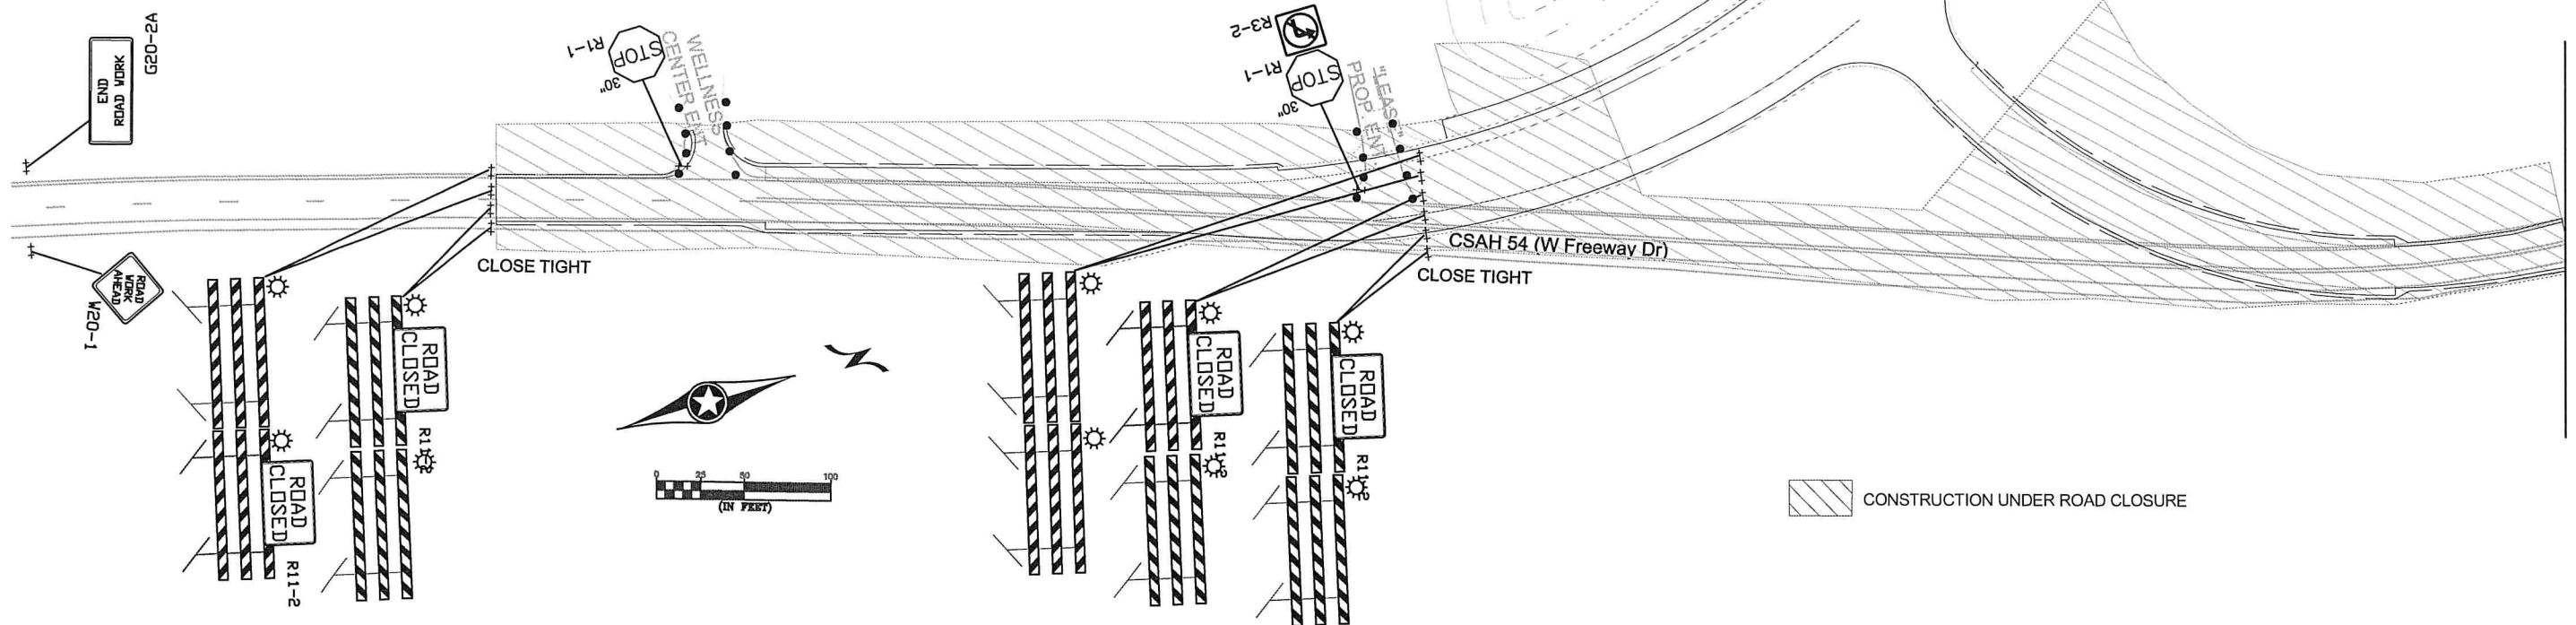 G20-2A
END
ROAD WORK
ROAD
WORK
AHEAD
W20-1
R1-1
STOP
30"
WELLNESS
CENTER ENT
R3-2
R1-1
STOP
30"
"LEASE"
PROP. ENT.
CLOSE TIGHT
CSAH 54 (W Freeway Dr)
CLOSE TIGHT
ROAD
CLOSED
R11-2
ROAD
CLOSED
R11-2
ROAD
CLOSED
R11-2
ROAD
CLOSED
R11-2
0 25 50 100
(IN FEET)
CONSTRUCTION UNDER ROAD CLOSURE